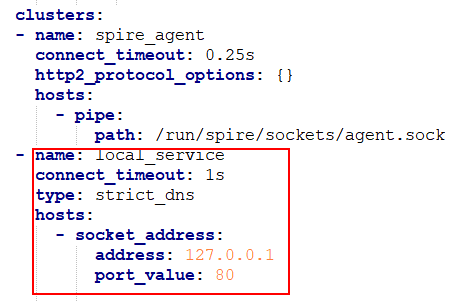 clusters:
- name: spire_agent
  connect_timeout: 0.25s
  http2_protocol_options: {}
  hosts:
    - pipe:
        path: /run/spire/sockets/agent.sock
- name: local_service
  connect_timeout: 1s
  type: strict_dns
  hosts:
    - socket_address:
        address: 127.0.0.1
        port_value: 80